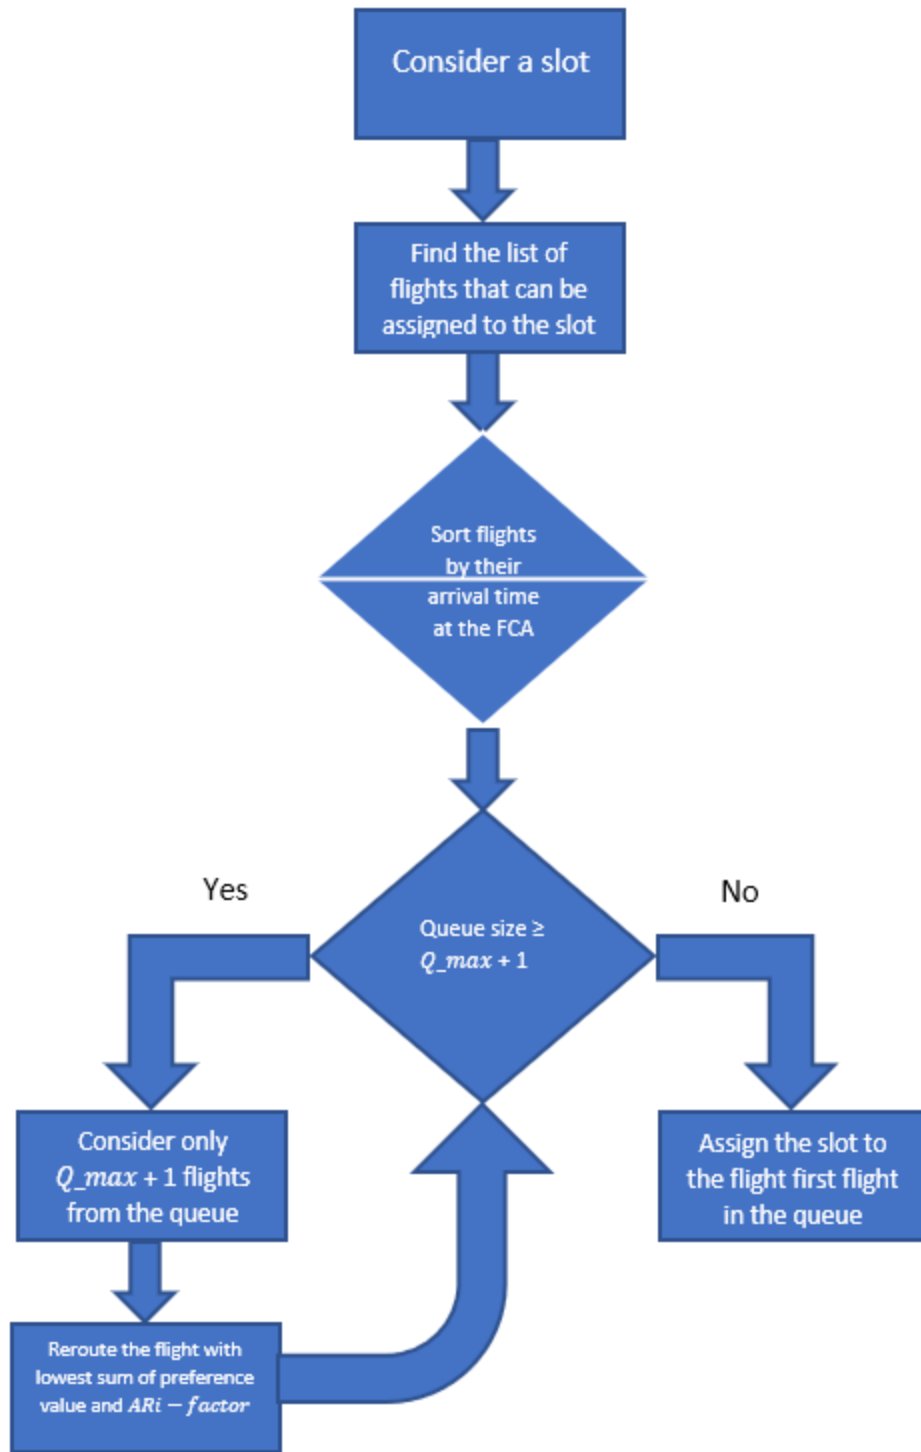 Consider a slot
Find the list of
flights that can be
assigned to the slot
Sort flights
by their
arrival time
at the FCA
Yes
No
Queue size ≥
Q_max + 1
Consider only
Q_max + 1 flights
from the queue
Assign the slot to
the flight first flight
in the queue
Reroute the flight with
lowest sum of preference
value and ARi − factor